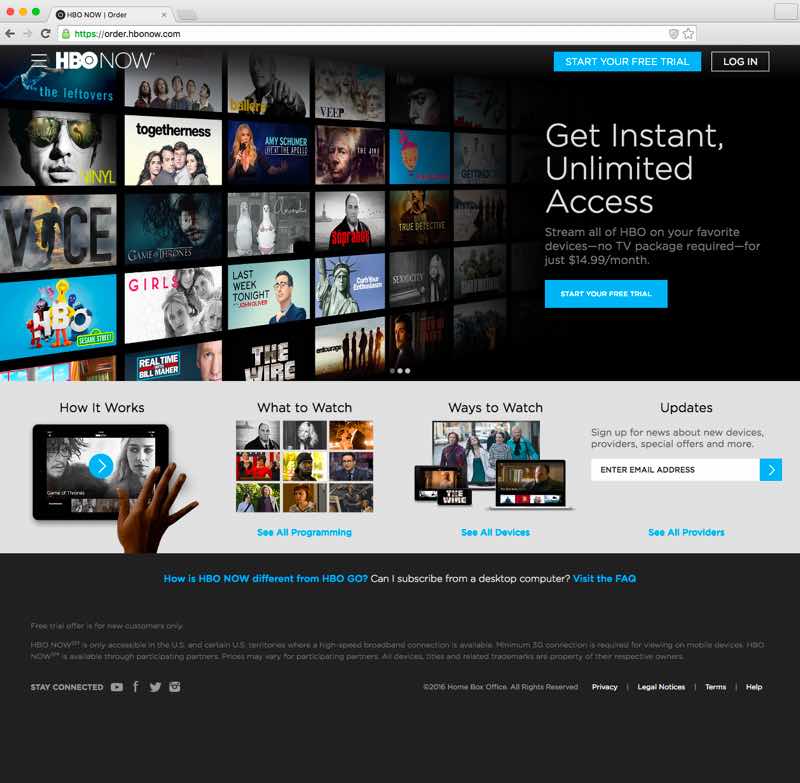 HBO NOW | Order
https://order.hbonow.com
HBO NOW
START YOUR FREE TRIAL
LOG IN
the leftovers
ballers
VEEP
VINYL
togetherness
AMY SCHUMER
LIVE AT THE APOLLO
THE JINX
VICE
GAME OF THRONES
The Sopranos
TRUE DETECTIVE
HBO
SESAME STREET
GIRLS
LAST
WEEK
TONIGHT
WITH JOHN OLIVER
Curb Your
Enthusiasm
SEX AND THE CITY
REAL TIME
WITH
BILL MAHER
THE
WIRE
entourage
Get Instant,
Unlimited
Access
Stream all of HBO on your favorite
devices—no TV package required—for
just $14.99/month.
START YOUR FREE TRIAL
How It Works
Game of Thrones
What to Watch
See All Programming
Ways to Watch
THE
WIRE
See All Devices
Updates
Sign up for news about new devices,
providers, special offers and more.
ENTER EMAIL ADDRESS
See All Providers
How is HBO NOW different from HBO GO? Can I subscribe from a desktop computer? Visit the FAQ
Free trial offer is for new customers only.
HBO NOW℠ is only accessible in the U.S. and certain U.S. territories where a high-speed broadband connection is available. Minimum 3G connection is required for viewing on mobile devices. HBO
NOW℠ is available through participating partners. Prices may vary for participating partners. All devices, titles and related trademarks are property of their respective owners.
STAY CONNECTED
©2016 Home Box Office. All Rights Reserved
Privacy | Legal Notices | Terms | Help